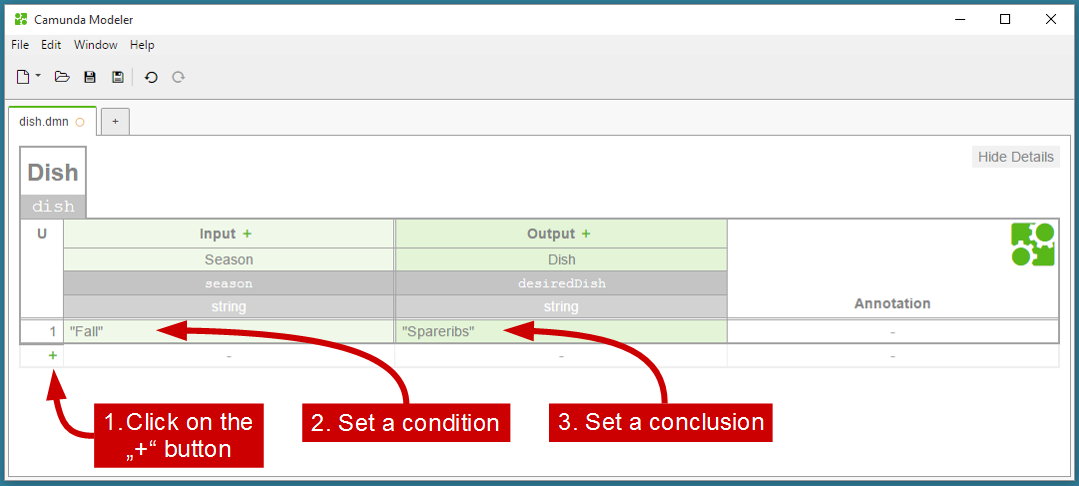 Camunda Modeler
File Edit Window Help
dish.dmn
+
Hide Details
Dish
dish
U Input + Output +
Season Dish
season desiredDish
string string Annotation
1 "Fall" "Spareribs" -
+ - - -
1. Click on the
„+“ button
2. Set a condition
3. Set a conclusion